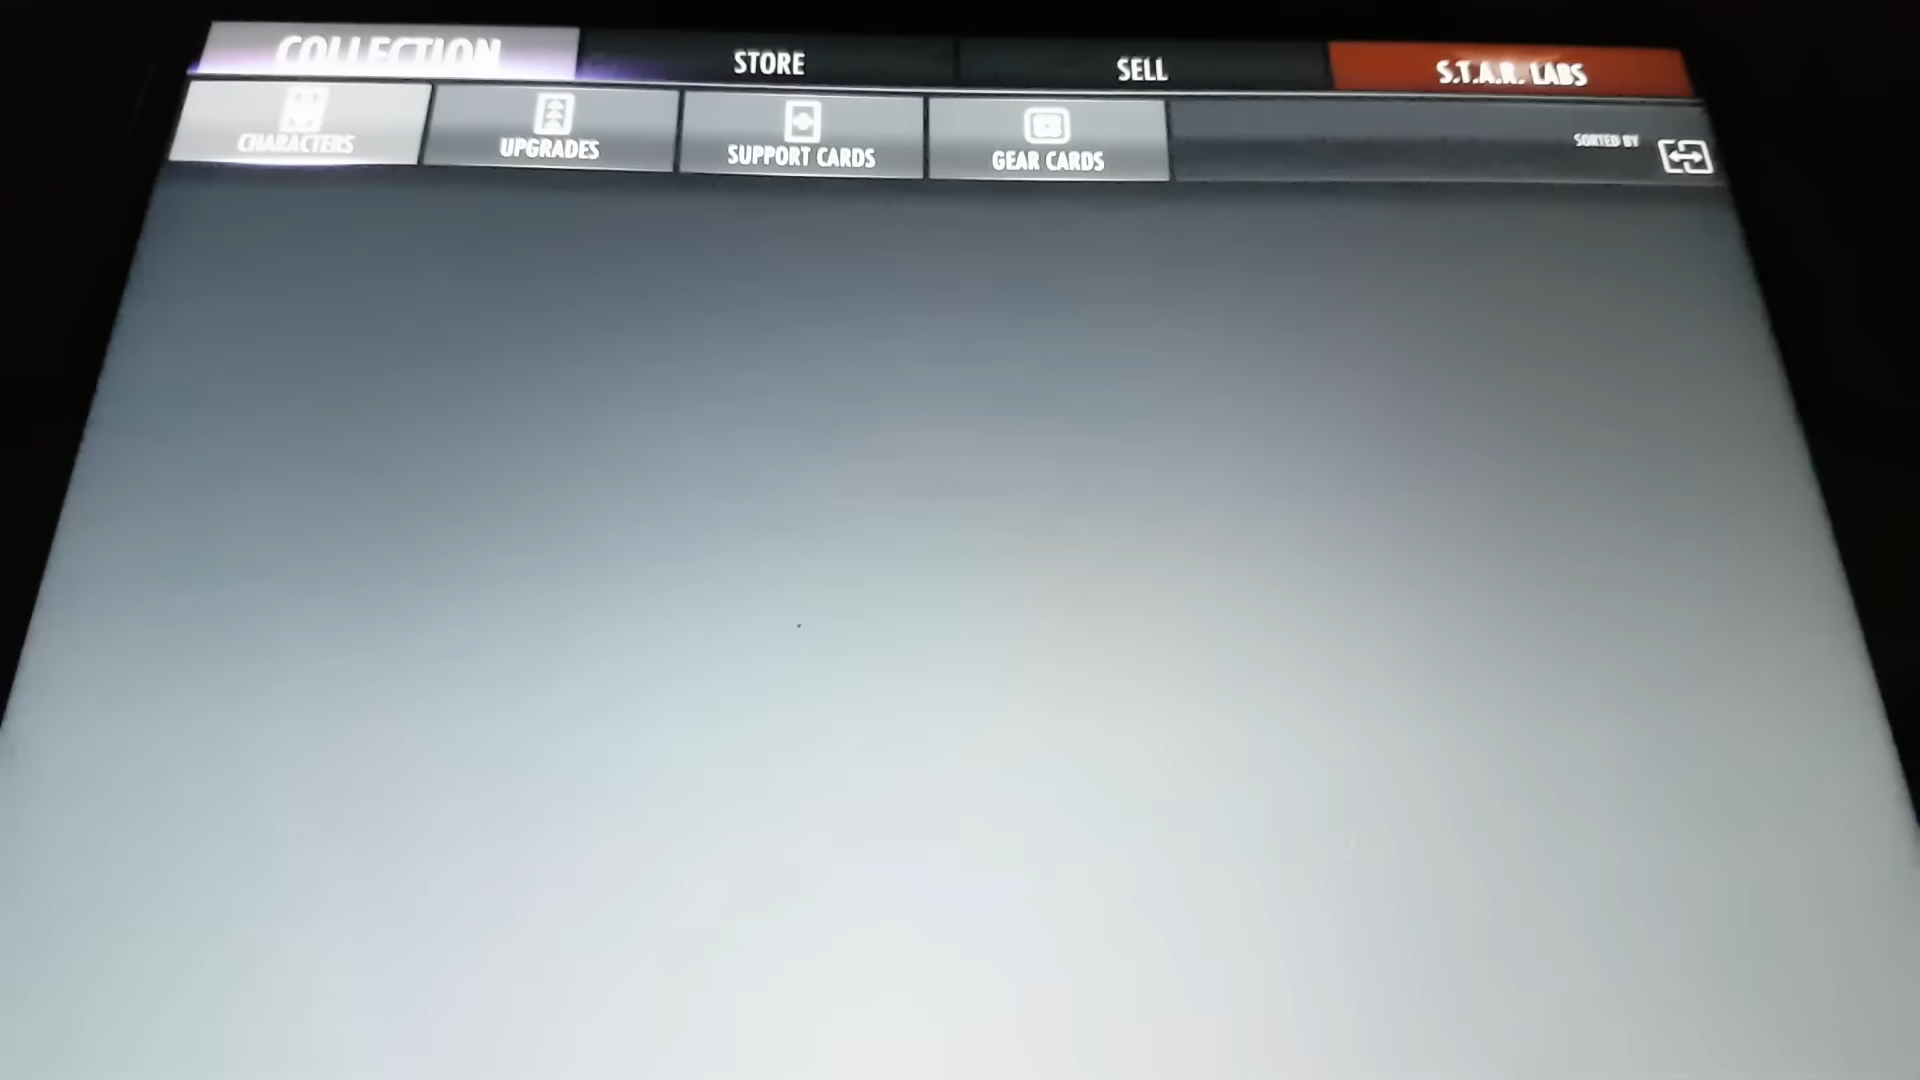 COLLECTION
STORE
SELL
S.T.A.R. LABS
CHARACTERS
UPGRADES
SUPPORT CARDS
GEAR CARDS
SORTED BY